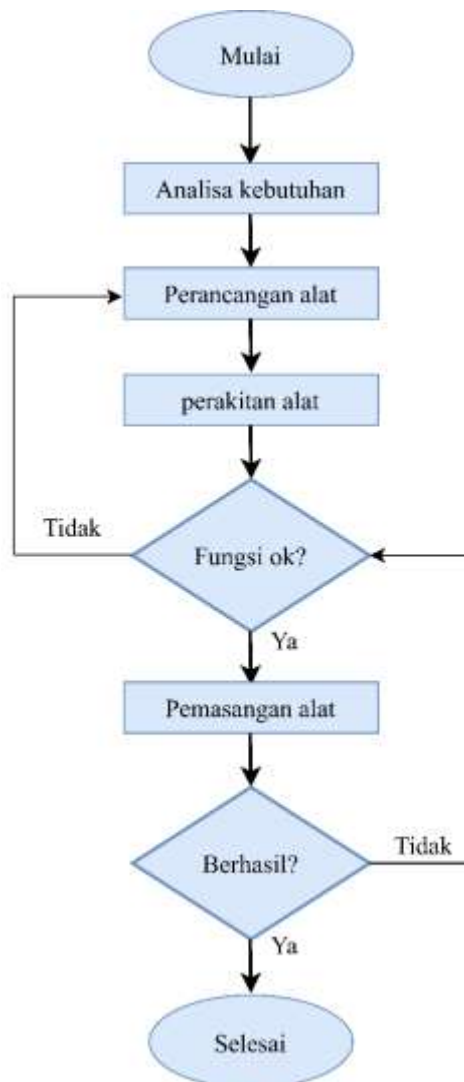 Mulai
Analisa kebutuhan
Perancangan alat
perakitan alat
Tidak
Fungsi ok?
Ya
Pemasangan alat
Berhasil?
Tidak
Ya
Selesai